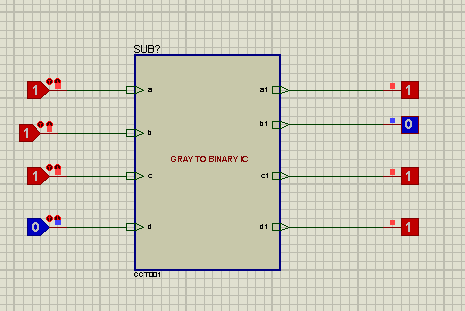 SUB?
1 a a1 1
1 b b1 0
GRAY TO BINARY IC
1 c c1 1
0 d d1 1
CCT001